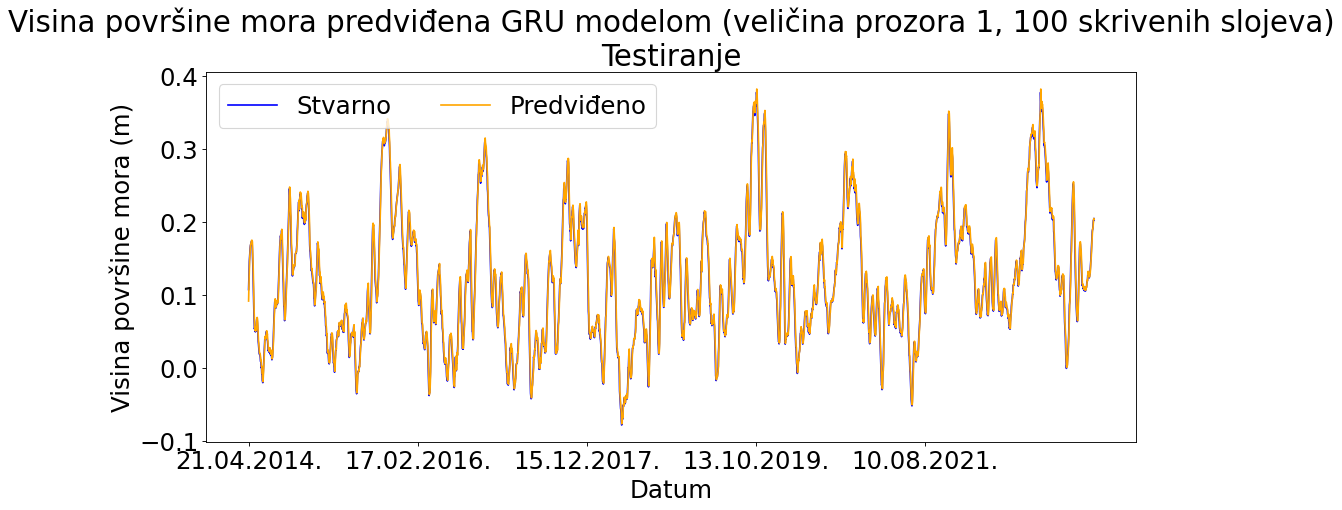 Visina površine mora predviđena GRU modelom (veličina prozora 1, 100 skrivenih slojeva)
Testiranje
Stvarno Predviđeno
Visina površine mora (m)
0.4
0.3
0.2
0.1
0.0
−0.1
21.04.2014. 17.02.2016. 15.12.2017. 13.10.2019. 10.08.2021.
Datum